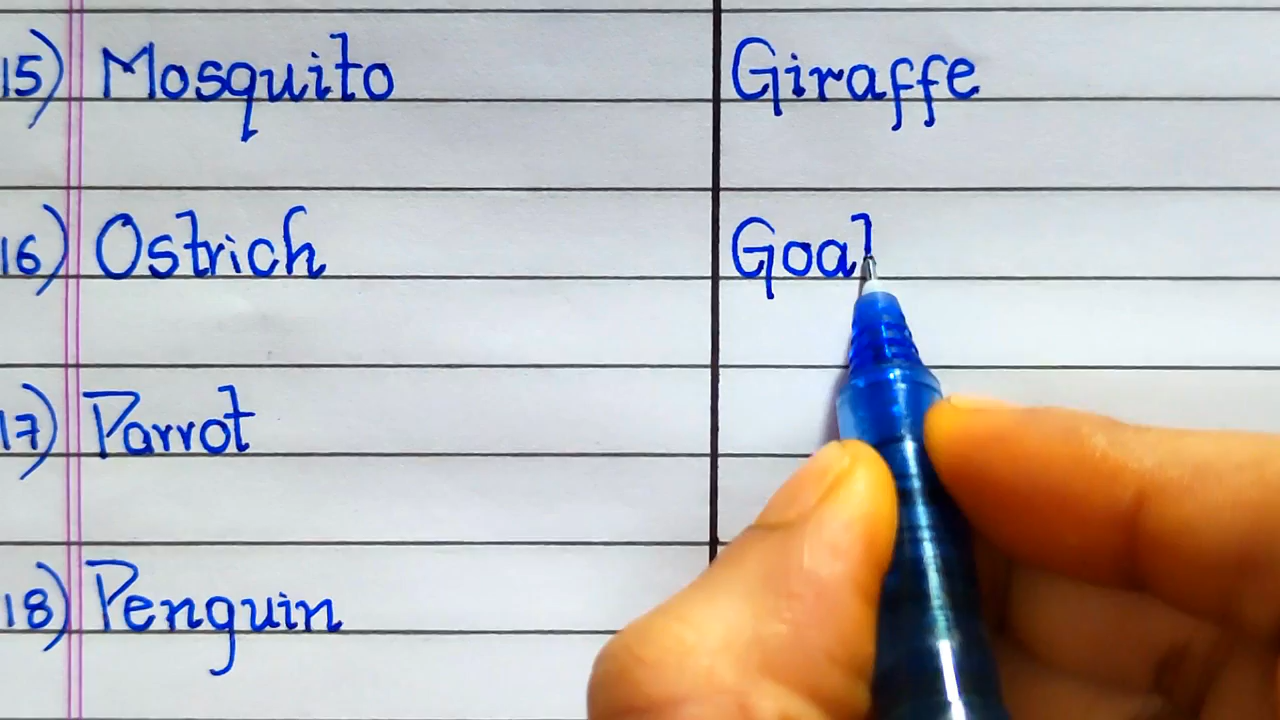 15) Mosquito Giraffe
16) Ostrich Goa
17) Parrot
18) Penguin